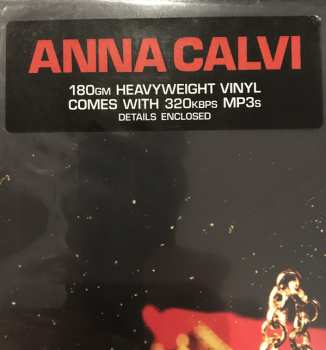 ANNA CALVI
180GM HEAVYWEIGHT VINYL
COMES WITH 320KBPS MP3s
DETAILS ENCLOSED